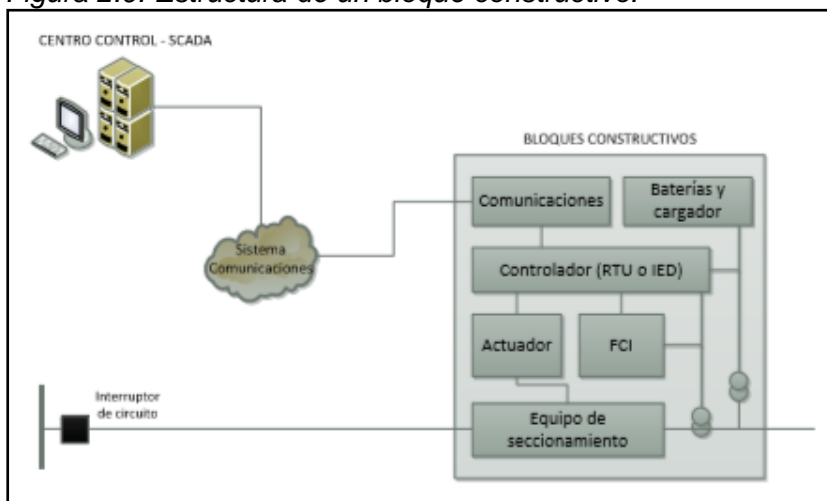 CENTRO CONTROL - SCADA
BLOQUES CONSTRUCTIVOS
Comunicaciones
Baterías y
cargador
Sistema
Comunicaciones
Controlador (RTU o IED)
Actuador
FCI
Interruptor
de circuito
Equipo de
seccionamiento